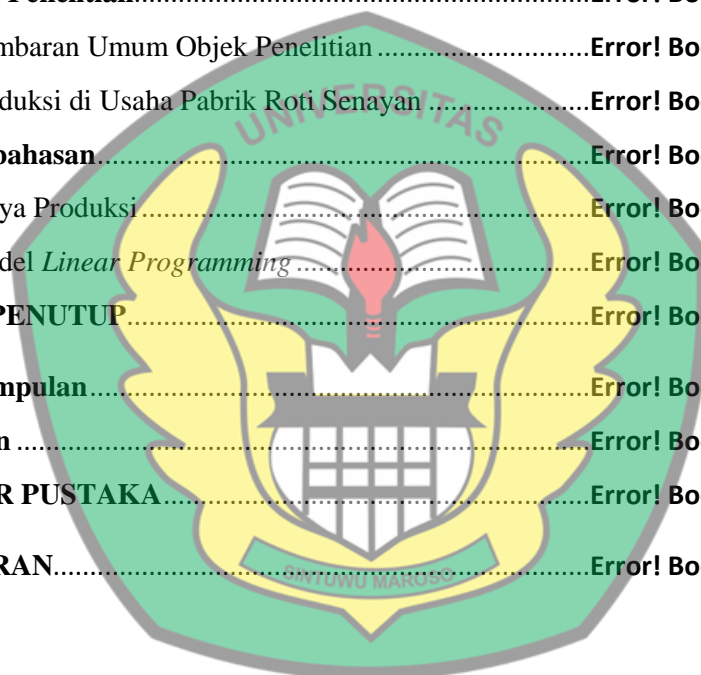 Penelitian.....Error! Bo
mbaran Umum Objek Penelitian.....Error! Bo
duksi di Usaha Pabrik Roti Senayan.....Error! Bo
UNIVERSITAS
bahasan.....Error! Bo
ya Produksi.....Error! Bo
del Linear Programming.....Error! Bo
PENUTUP.....Error! Bo
mpulan.....Error! Bo
n.....Error! Bo
R PUSTAKA.....Error! Bo
RAN.....Error! Bo
SINTUWU MAROSO